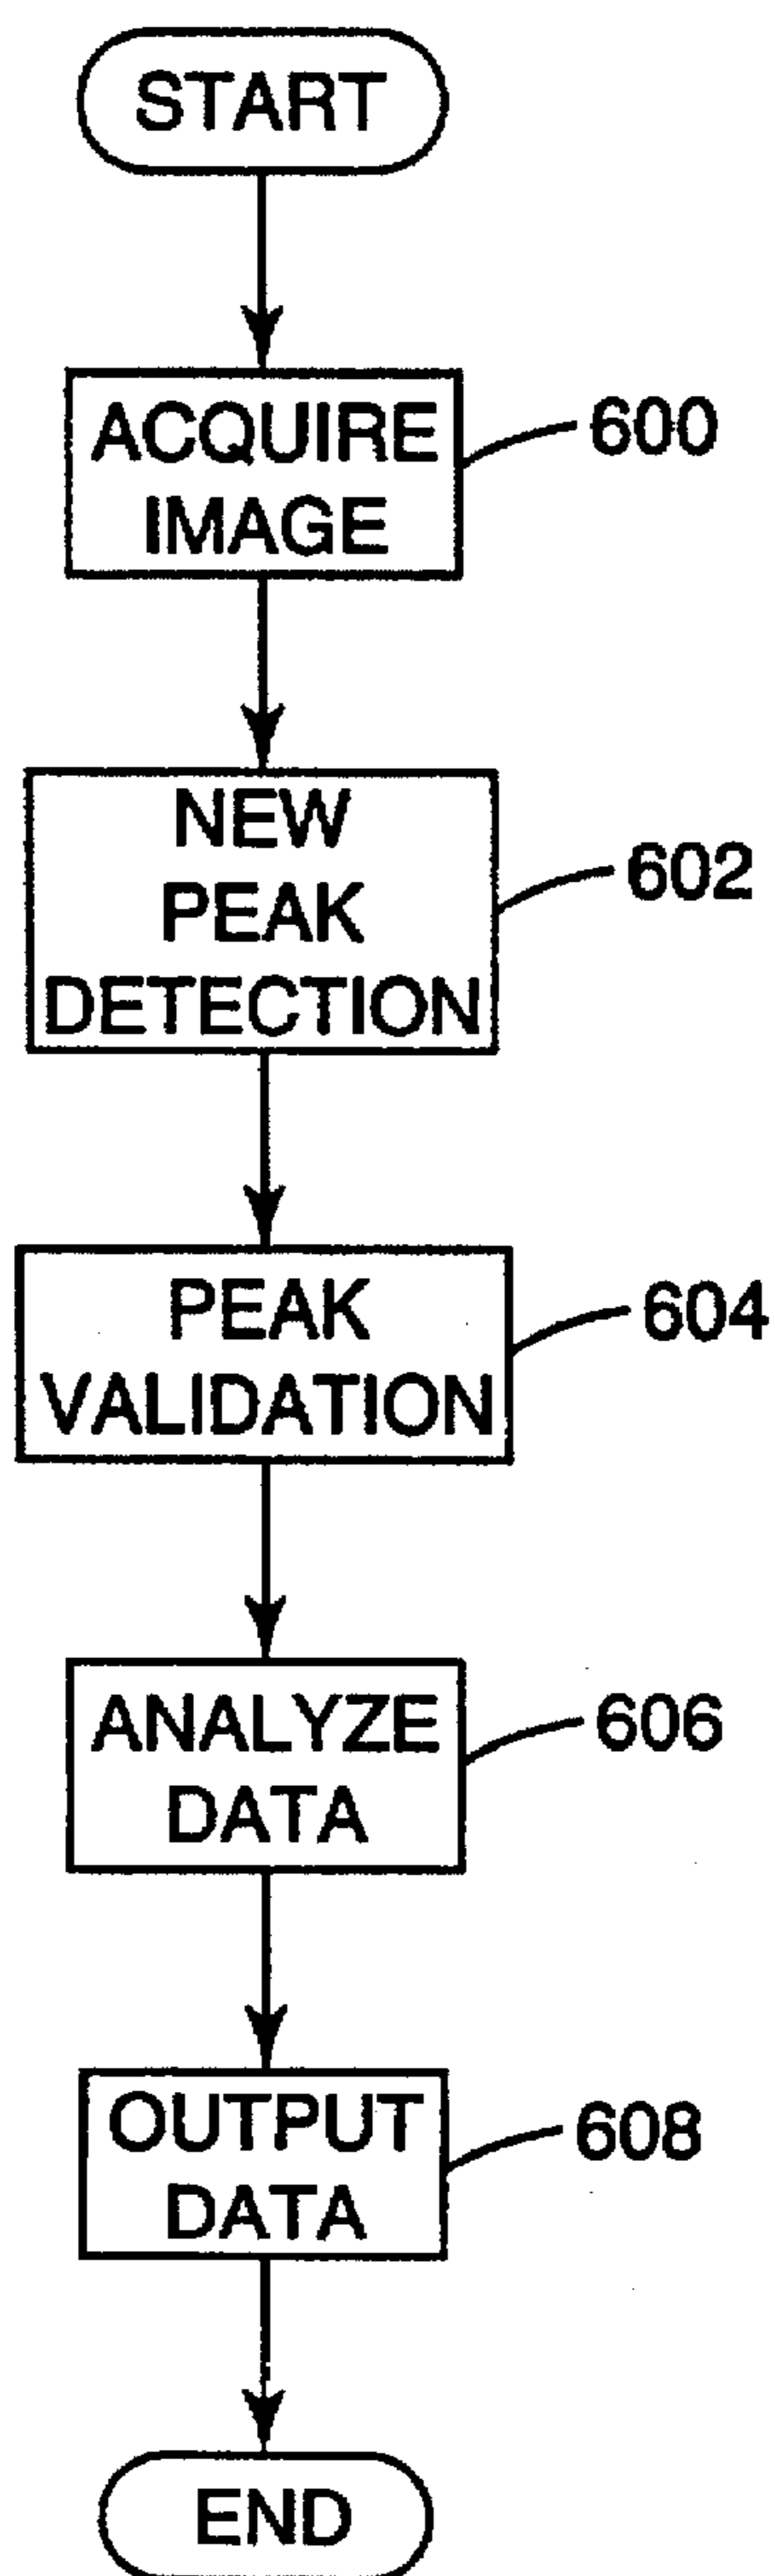 START
ACQUIRE
IMAGE
600
NEW
PEAK
DETECTION
602
PEAK
VALIDATION
604
ANALYZE
DATA
606
OUTPUT
DATA
608
END